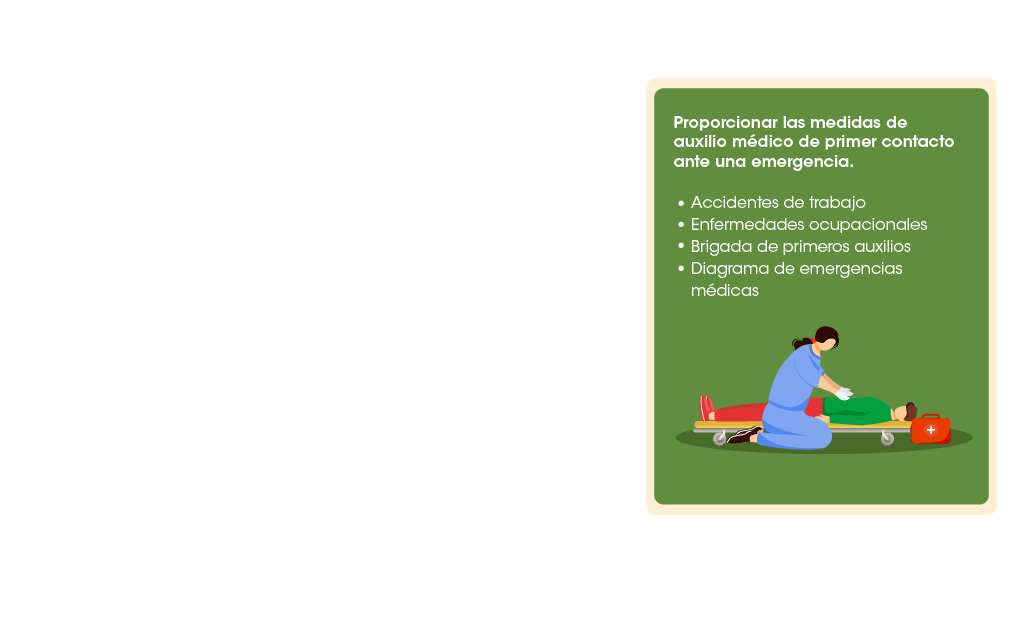 Proporcionar las medidas de
auxilio médico de primer contacto
ante una emergencia.
• Accidentes de trabajo
• Enfermedades ocupacionales
• Brigada de primeros auxilios
• Diagrama de emergencias
médicas